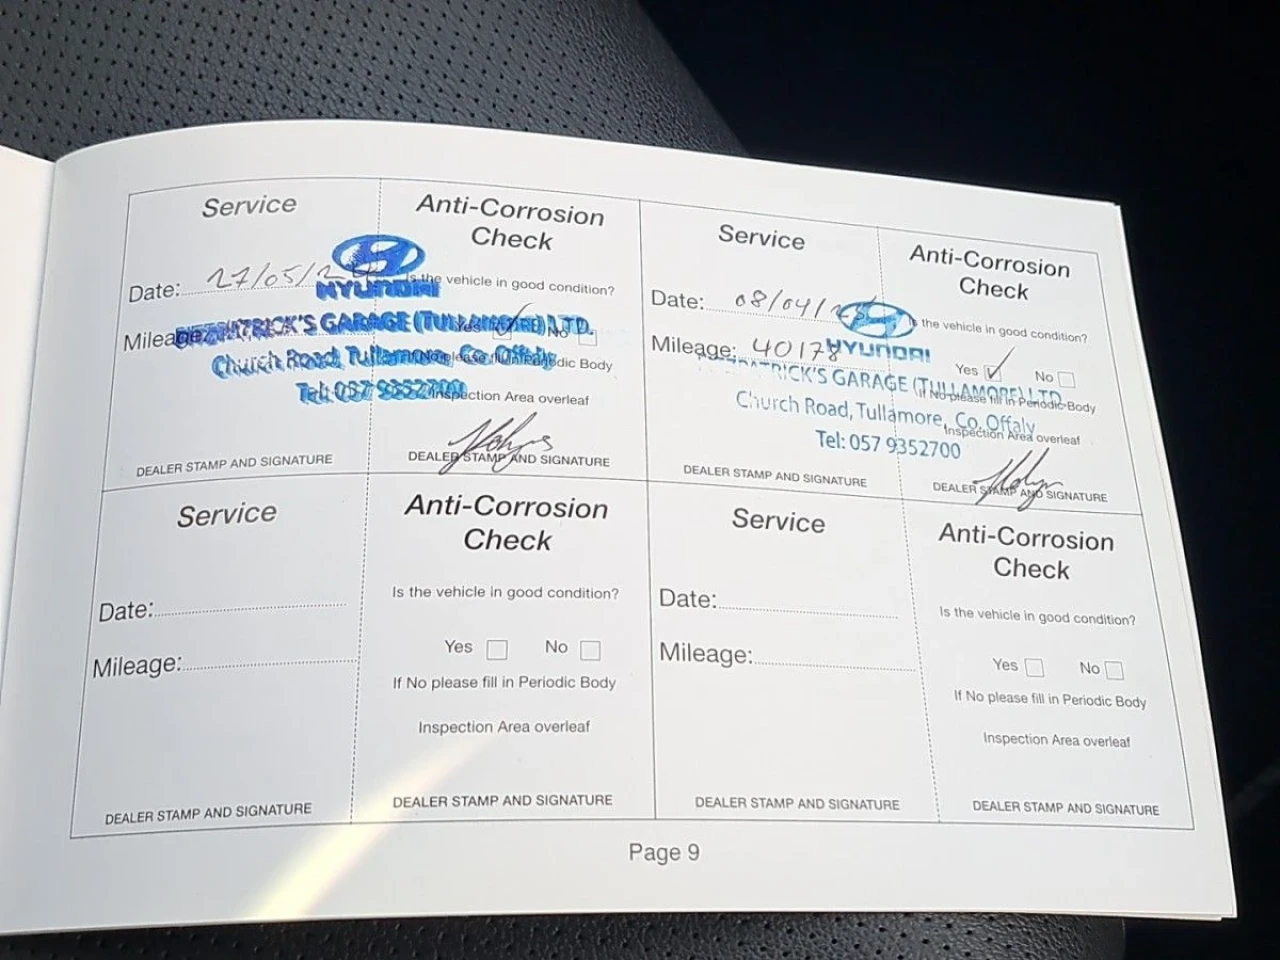 Service
Anti-Corrosion
Check
Date: 27/05/24
HYUNDAI
Is the vehicle in good condition?
Mileage:
Yes ✓ No
GARAGE (TULLAMORE) LTD.
Church Road, Tullamore, Co. Offaly
If No please fill in Periodic Body
Tel: 057 9352700
Inspection Area overleaf
DEALER STAMP AND SIGNATURE
DEALER STAMP AND SIGNATURE
Service
Anti-Corrosion
Check
Date: 08/04/
HYUNDAI
Is the vehicle in good condition?
Mileage: 40178
Yes ✓ No
GARAGE (TULLAMORE) LTD.
If No please fill in Periodic Body
Church Road, Tullamore, Co. Offaly
Inspection Area overleaf
Tel: 057 9352700
DEALER STAMP AND SIGNATURE
DEALER STAMP AND SIGNATURE
Service
Anti-Corrosion
Check
Is the vehicle in good condition?
Date:
Yes No
Mileage:
If No please fill in Periodic Body
Inspection Area overleaf
DEALER STAMP AND SIGNATURE
DEALER STAMP AND SIGNATURE
Service
Anti-Corrosion
Check
Date:
Is the vehicle in good condition?
Mileage:
Yes No
If No please fill in Periodic Body
Inspection Area overleaf
DEALER STAMP AND SIGNATURE
DEALER STAMP AND SIGNATURE
Page 9